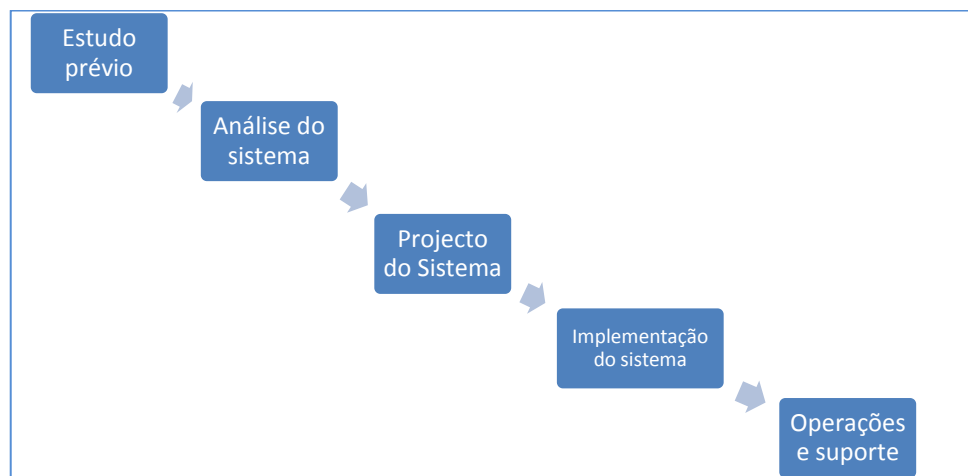 Estudo
prévio
Análise do
sistema
Projecto
do Sistema
Implementação
do sistema
Operações
e suporte